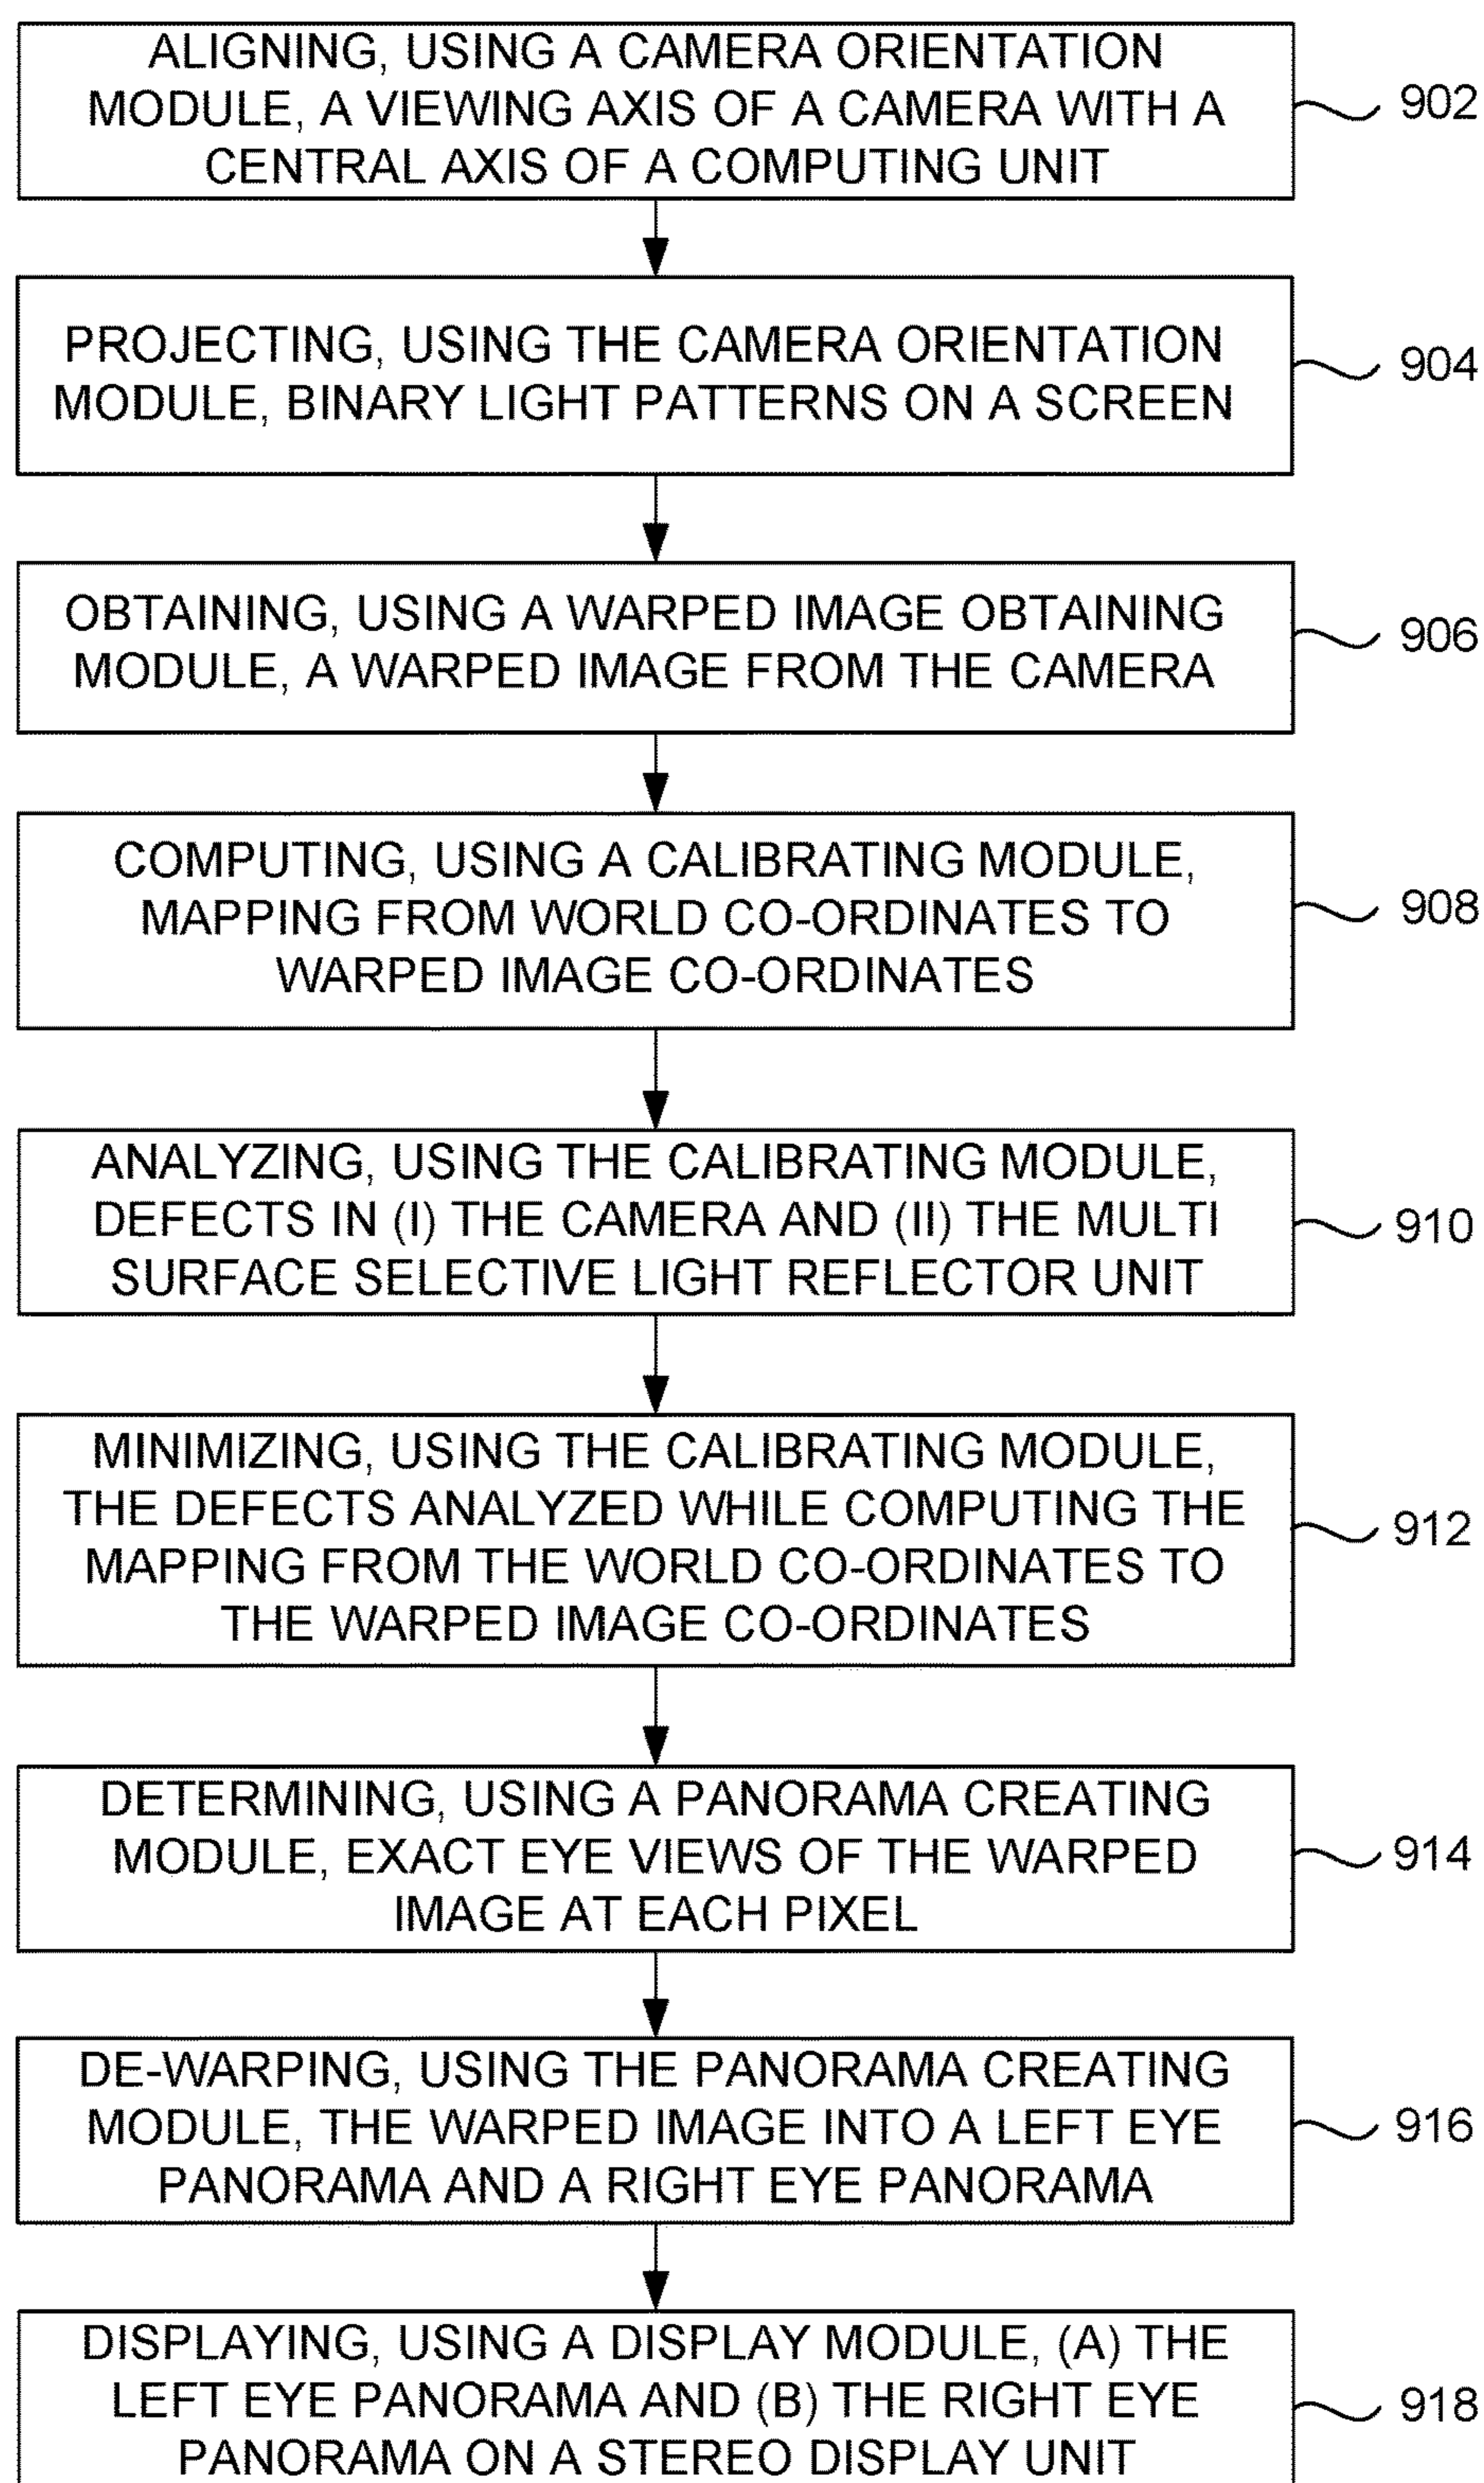 ALIGNING, USING A CAMERA ORIENTATION
MODULE, A VIEWING AXIS OF A CAMERA WITH A
CENTRAL AXIS OF A COMPUTING UNIT
902
PROJECTING, USING THE CAMERA ORIENTATION
MODULE, BINARY LIGHT PATTERNS ON A SCREEN
904
OBTAINING, USING A WARPED IMAGE OBTAINING
MODULE, A WARPED IMAGE FROM THE CAMERA
906
COMPUTING, USING A CALIBRATING MODULE,
MAPPING FROM WORLD CO-ORDINATES TO
WARPED IMAGE CO-ORDINATES
908
ANALYZING, USING THE CALIBRATING MODULE,
DEFECTS IN (I) THE CAMERA AND (II) THE MULTI
SURFACE SELECTIVE LIGHT REFLECTOR UNIT
910
MINIMIZING, USING THE CALIBRATING MODULE,
THE DEFECTS ANALYZED WHILE COMPUTING THE
MAPPING FROM THE WORLD CO-ORDINATES TO
THE WARPED IMAGE CO-ORDINATES
912
DETERMINING, USING A PANORAMA CREATING
MODULE, EXACT EYE VIEWS OF THE WARPED
IMAGE AT EACH PIXEL
914
DE-WARPING, USING THE PANORAMA CREATING
MODULE, THE WARPED IMAGE INTO A LEFT EYE
PANORAMA AND A RIGHT EYE PANORAMA
916
DISPLAYING, USING A DISPLAY MODULE, (A) THE
LEFT EYE PANORAMA AND (B) THE RIGHT EYE
PANORAMA ON A STEREO DISPLAY UNIT
918